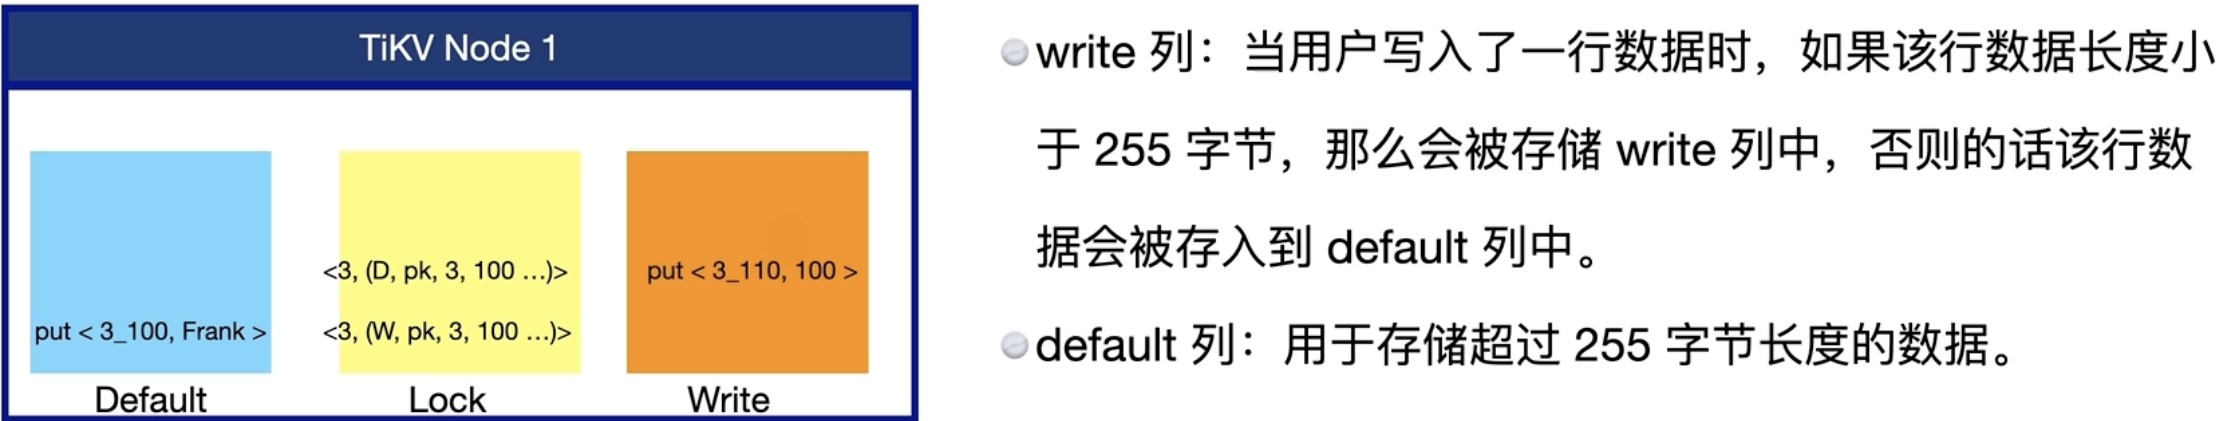 TiKV Node 1
<3, (D, pk, 3, 100 ...)>
put < 3_110, 100 >
put < 3_100, Frank >
<3, (W, pk, 3, 100 ...)>
Default
Lock
Write
write 列：当用户写入了一行数据时，如果该行数据长度小
于 255 字节，那么会被存储 write 列中，否则的话该行数
据会被存入到 default 列中。
default 列：用于存储超过 255 字节长度的数据。